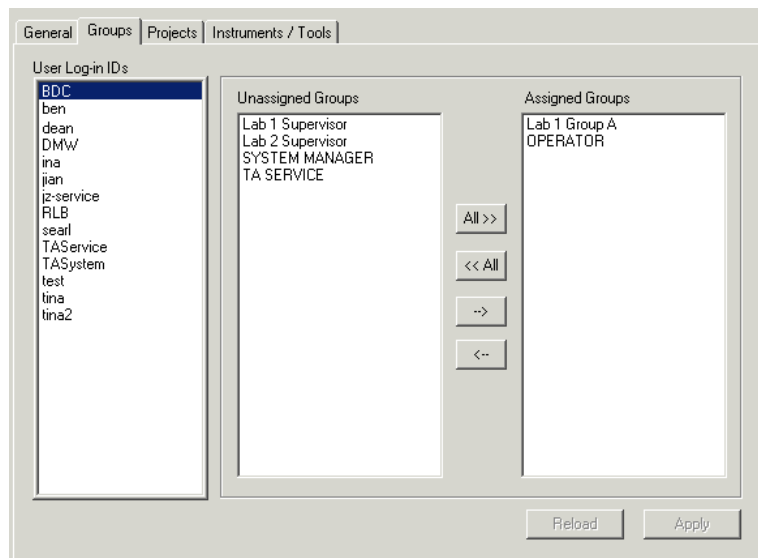 General Groups Projects Instruments / Tools
User Log-in IDs
BDC
ben
dean
DMW
ina
jian
jz-service
RLB
searl
TAService
TASystem
test
tina
tina2
Unassigned Groups
Lab 1 Supervisor
Lab 2 Supervisor
SYSTEM MANAGER
TA SERVICE
All >>
<< All
-->
<--
Assigned Groups
Lab 1 Group A
OPERATOR
Reload Apply